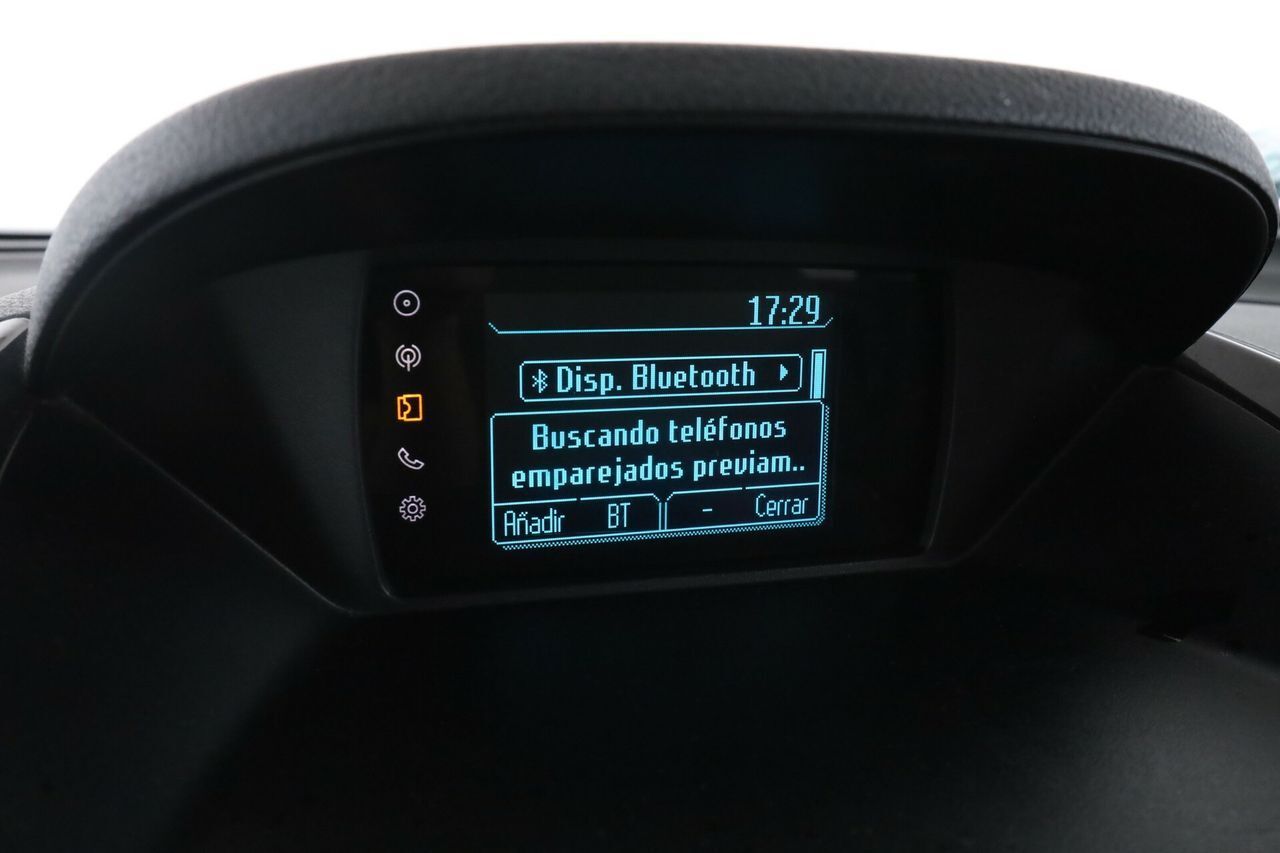 17:29
Disp. Bluetooth
Buscando teléfonos
emparejados previam..
Añadir BT - Cerrar